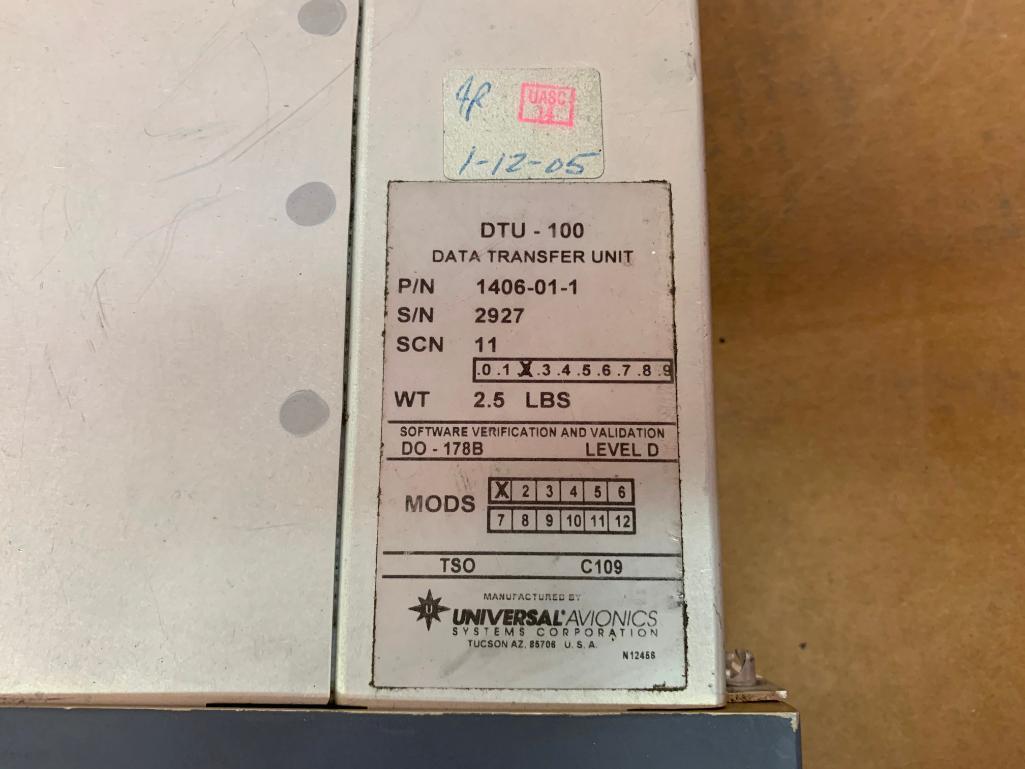 UASC
24
1-12-05
DTU - 100
DATA TRANSFER UNIT
P/N 1406-01-1
S/N 2927
SCN 11
.0 .1 X .3 .4 .5 .6 .7 .8 .9
WT 2.5 LBS
SOFTWARE VERIFICATION AND VALIDATION
DO - 178B LEVEL D
MODS X 2 3 4 5 6
7 8 9 10 11 12
TSO C109
MANUFACTURED BY
U UNIVERSAL AVIONICS
SYSTEMS CORPORATION
TUCSON AZ. 85706 U.S.A.